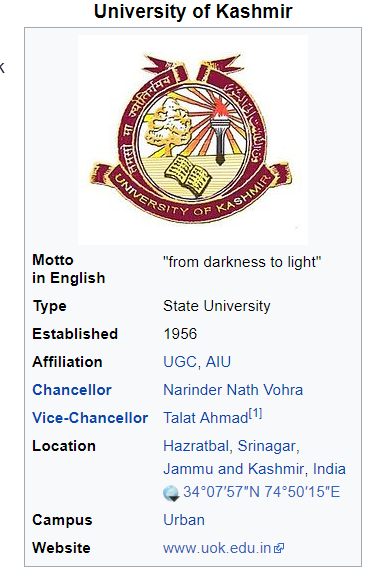 University of Kashmir
k
तमसो मा ज्योतिर्गमय
UNIVERSITY OF KASHMIR
Motto
in English
"from darkness to light"
Type State University
Established 1956
Affiliation UGC, AIU
Chancellor Narinder Nath Vohra
Vice-Chancellor Talat Ahmad[1]
Location Hazratbal, Srinagar,
Jammu and Kashmir, India
34°07′57″N 74°50′15″E
Campus Urban
Website www.uok.edu.in